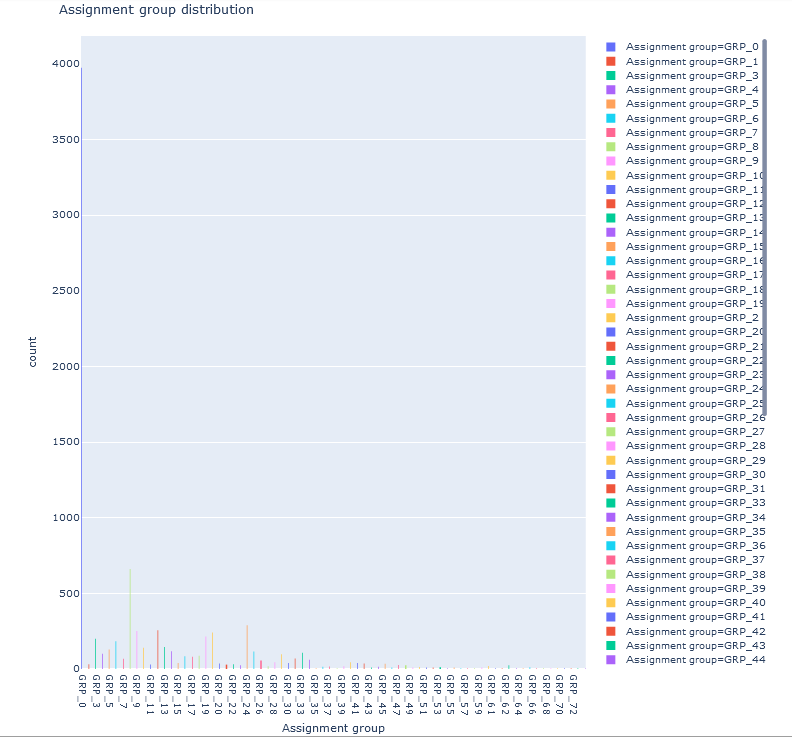 Assignment group distribution
4000
3500
3000
2500
2000
1500
1000
500
0
count
GRP_0
GRP_3
GRP_5
GRP_7
GRP_9
GRP_11
GRP_13
GRP_15
GRP_17
GRP_19
GRP_20
GRP_22
GRP_24
GRP_26
GRP_28
GRP_30
GRP_33
GRP_35
GRP_37
GRP_39
GRP_41
GRP_43
GRP_45
GRP_47
GRP_49
GRP_51
GRP_53
GRP_55
GRP_57
GRP_59
GRP_61
GRP_62
GRP_64
GRP_66
GRP_68
GRP_70
GRP_72
Assignment group
Assignment group=GRP_0
Assignment group=GRP_1
Assignment group=GRP_3
Assignment group=GRP_4
Assignment group=GRP_5
Assignment group=GRP_6
Assignment group=GRP_7
Assignment group=GRP_8
Assignment group=GRP_9
Assignment group=GRP_10
Assignment group=GRP_11
Assignment group=GRP_12
Assignment group=GRP_13
Assignment group=GRP_14
Assignment group=GRP_15
Assignment group=GRP_16
Assignment group=GRP_17
Assignment group=GRP_18
Assignment group=GRP_19
Assignment group=GRP_2
Assignment group=GRP_20
Assignment group=GRP_21
Assignment group=GRP_22
Assignment group=GRP_23
Assignment group=GRP_24
Assignment group=GRP_25
Assignment group=GRP_26
Assignment group=GRP_27
Assignment group=GRP_28
Assignment group=GRP_29
Assignment group=GRP_30
Assignment group=GRP_31
Assignment group=GRP_33
Assignment group=GRP_34
Assignment group=GRP_35
Assignment group=GRP_36
Assignment group=GRP_37
Assignment group=GRP_38
Assignment group=GRP_39
Assignment group=GRP_40
Assignment group=GRP_41
Assignment group=GRP_42
Assignment group=GRP_43
Assignment group=GRP_44